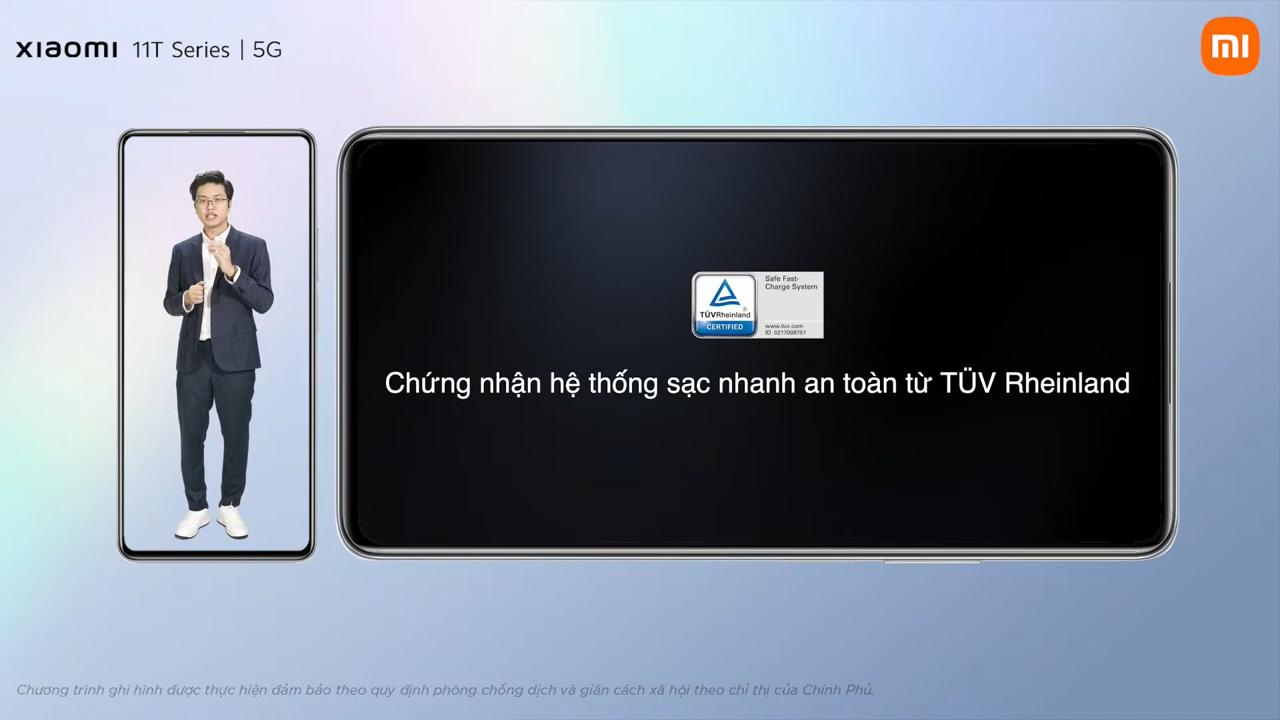 xiaomi 11T Series | 5G
mi
Safe Fast-
Charge System
TÜVRheinland
®
CERTIFIED
www.tuv.com
ID 0217008751
Chứng nhận hệ thống sạc nhanh an toàn từ TÜV Rheinland
Chương trình ghi hình được thực hiện đảm bảo theo quy định phòng chống dịch và giãn cách xã hội theo chỉ thị của Chính Phủ.